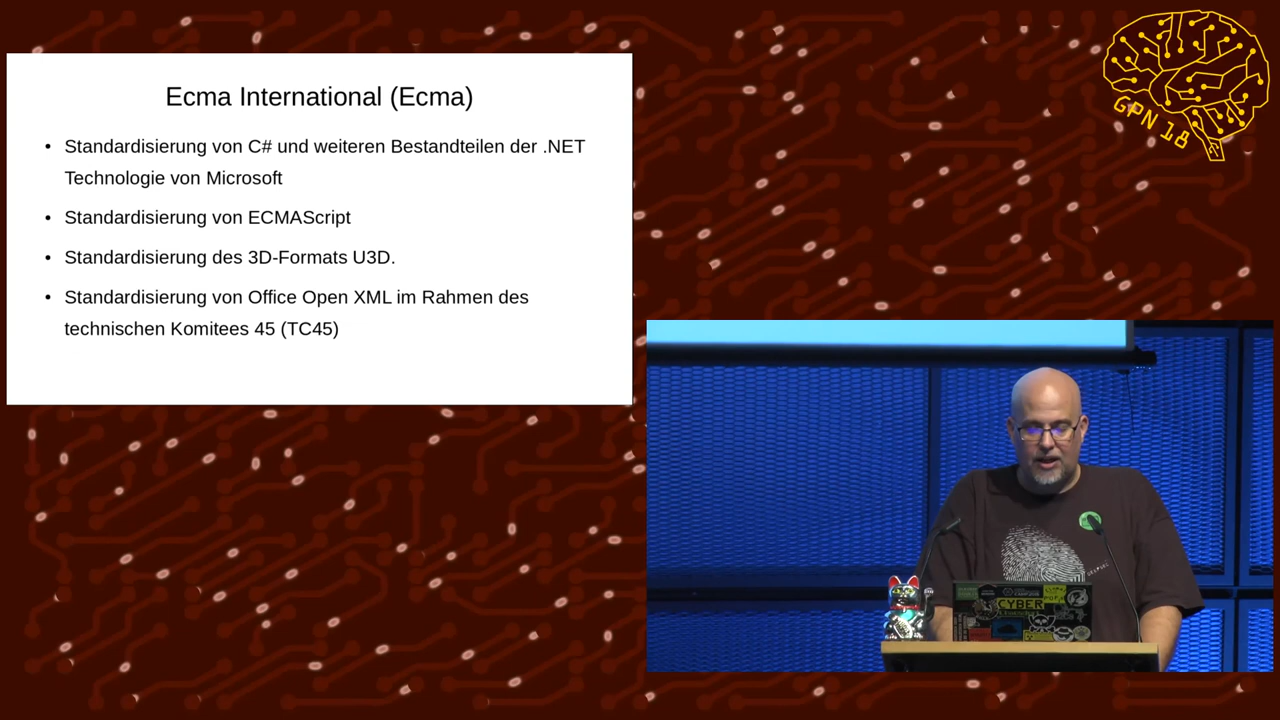 Ecma International (Ecma)
• Standardisierung von C# und weiteren Bestandteilen der .NET
Technologie von Microsoft
• Standardisierung von ECMAScript
• Standardisierung des 3D-Formats U3D.
• Standardisierung von Office Open XML im Rahmen des
technischen Komitees 45 (TC45)
GPN 18
CYBER